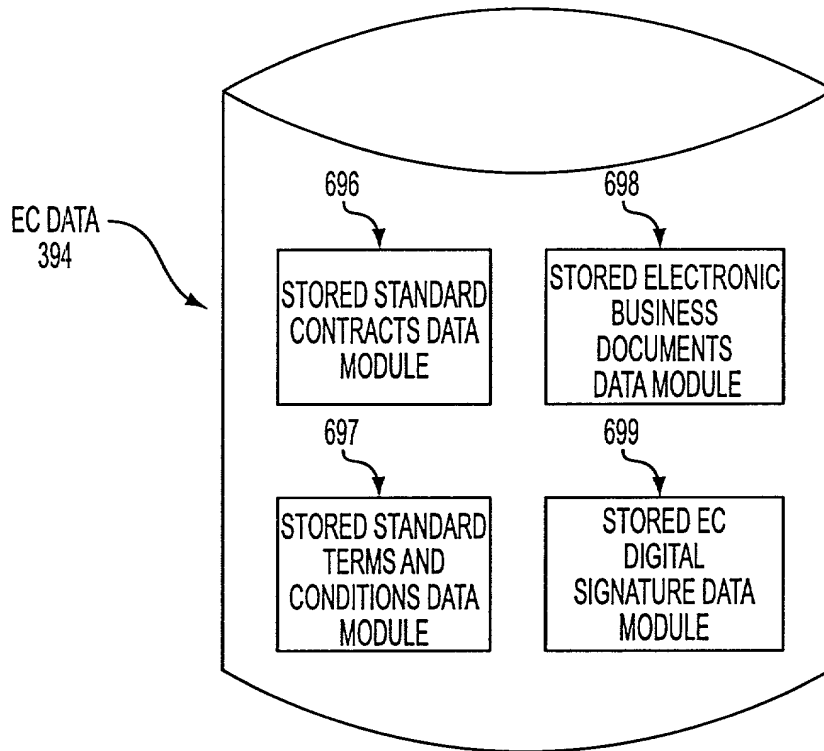 696
698
EC DATA
394
STORED STANDARD
CONTRACTS DATA
MODULE
STORED ELECTRONIC
BUSINESS
DOCUMENTS
DATA MODULE
697
699
STORED STANDARD
TERMS AND
CONDITIONS DATA
MODULE
STORED EC
DIGITAL
SIGNATURE DATA
MODULE